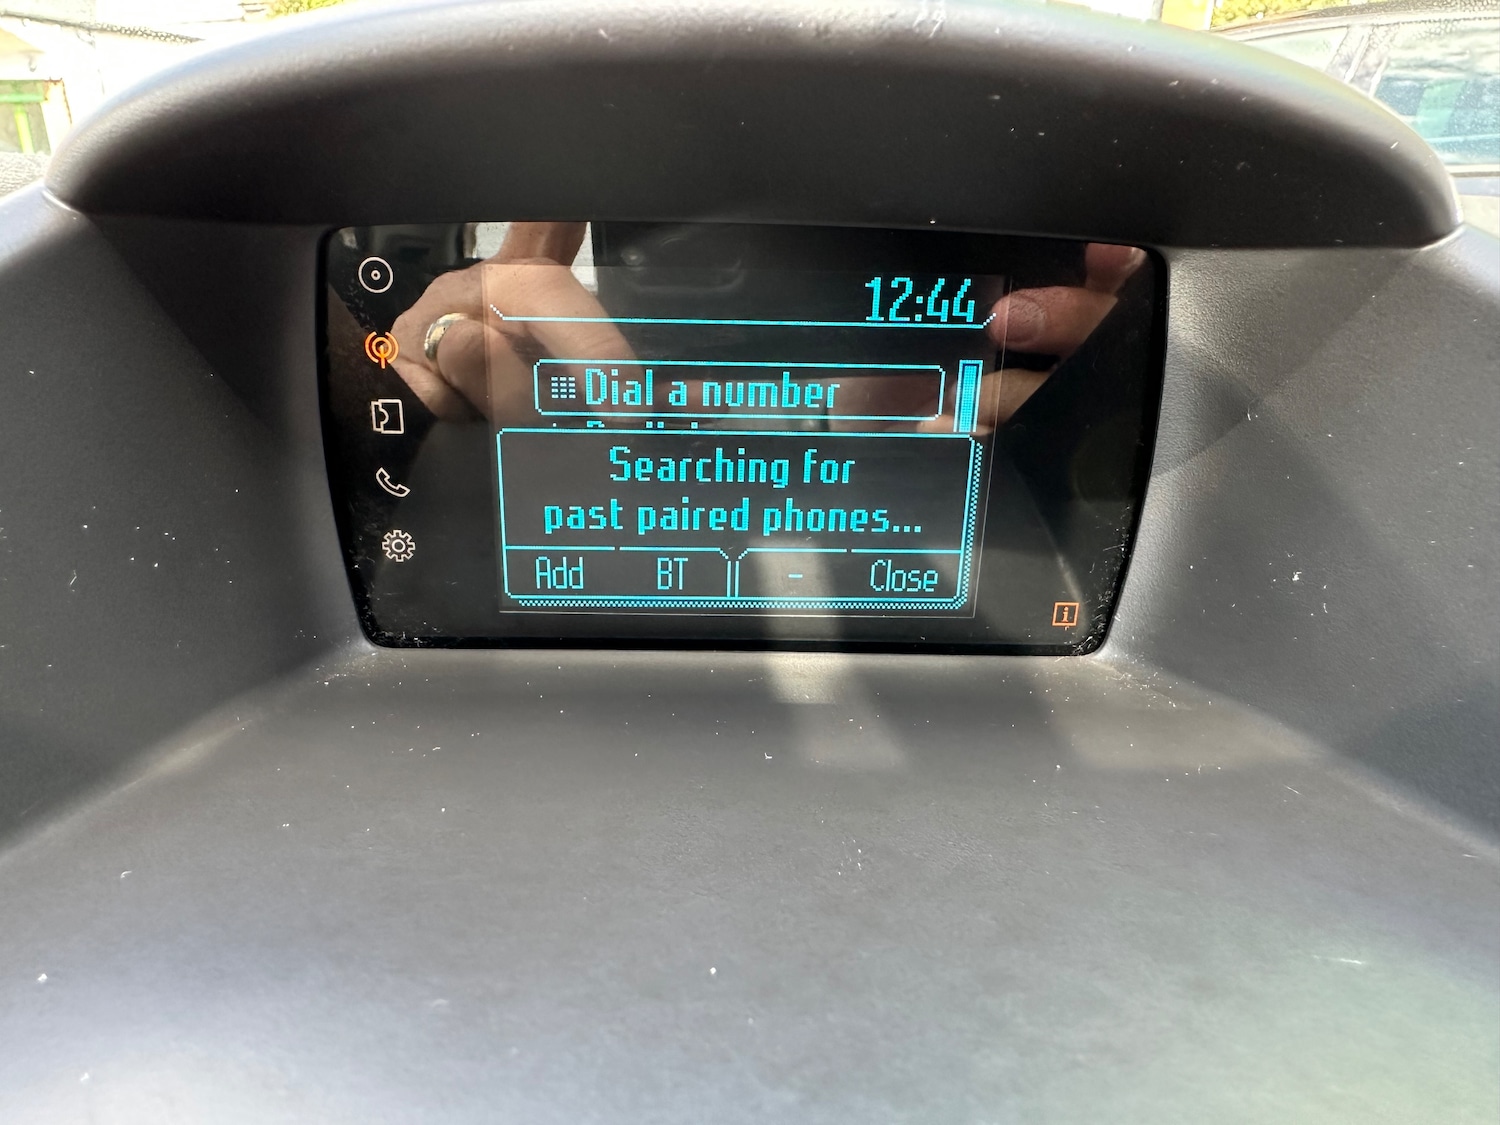 12:44
Dial a number
Searching for
past paired phones...
Add BT - Close
i